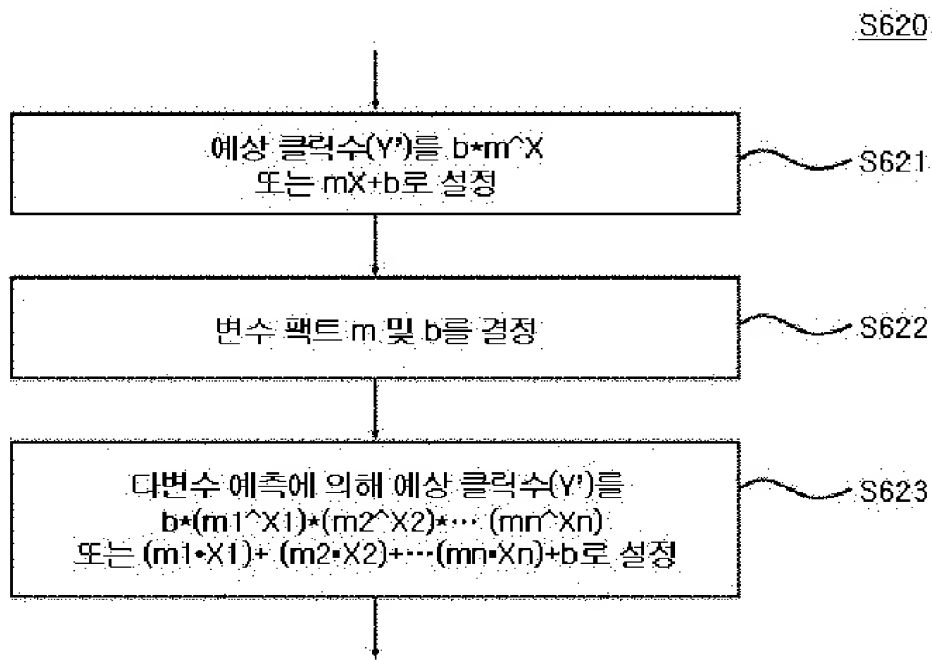 S620
예상 클릭수(Y')를 b*m^X
또는 mX+b로 설정
S621
변수 팩트 m 및 b를 결정
S622
다변수 예측에 의해 예상 클릭수(Y')를
b*(m1^X1)*(m2^X2)*··· (mn^Xn)
또는 (m1•X1)+ (m2•X2)+···(mn•Xn)+b로 설정
S623